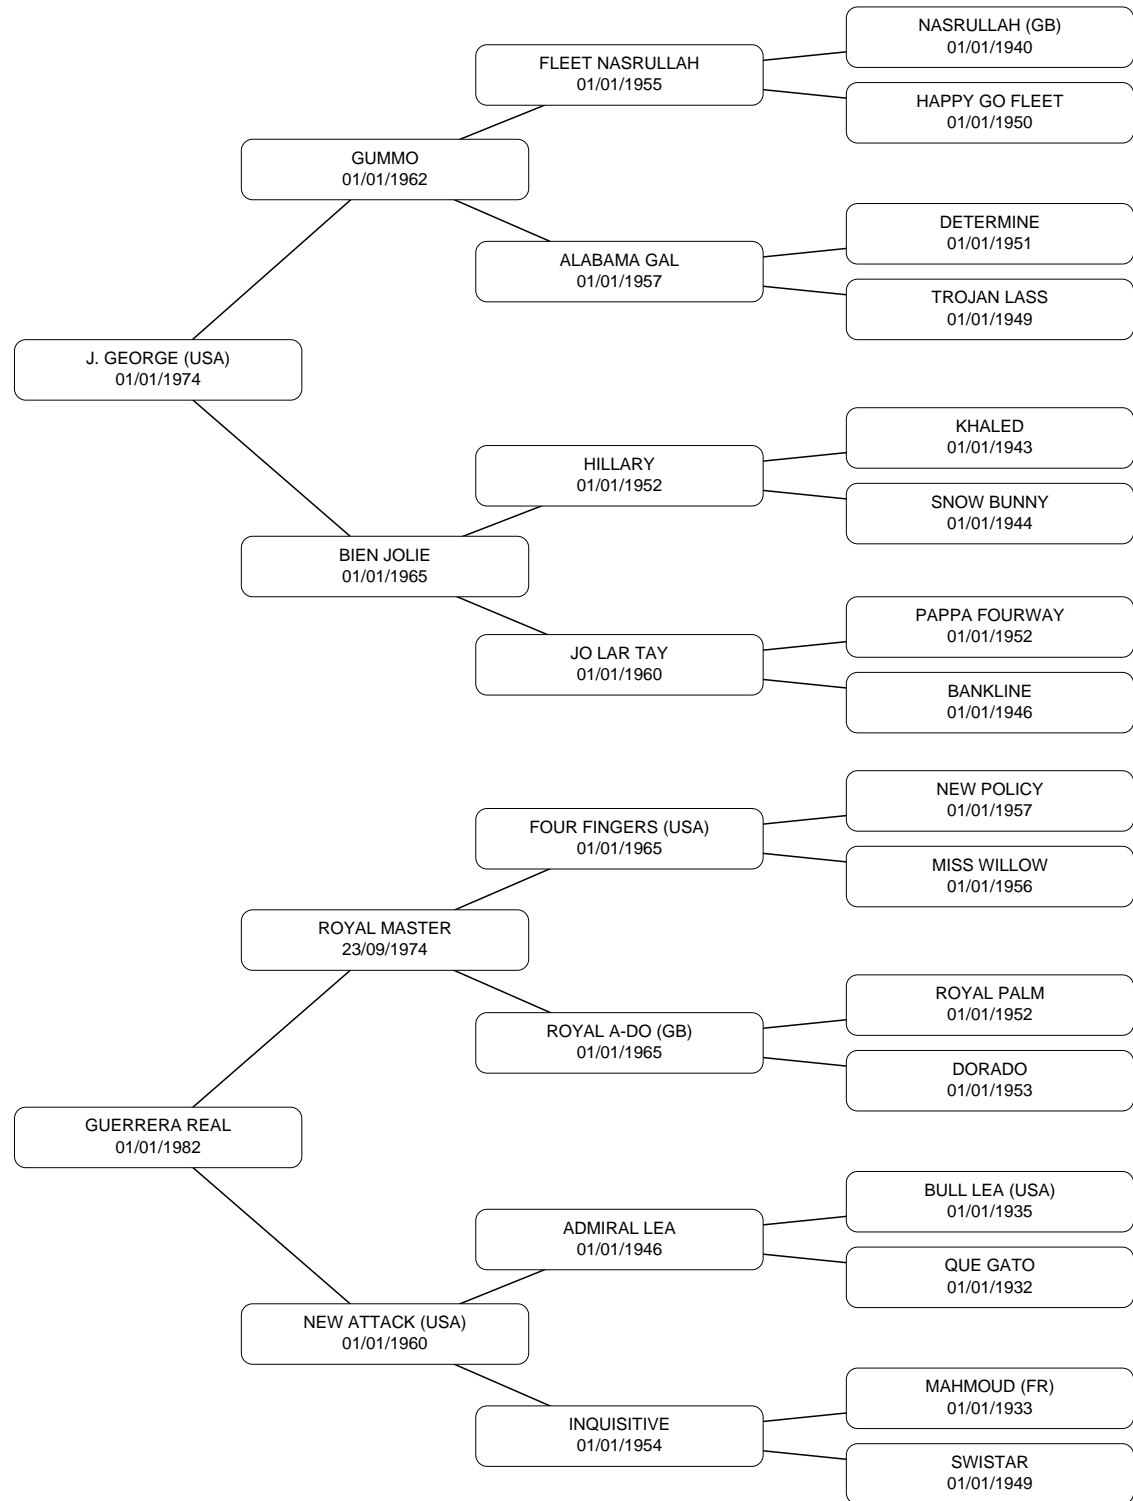 NASRULLAH (GB)
01/01/1940
FLEET NASRULLAH
01/01/1955
HAPPY GO FLEET
01/01/1950
GUMMO
01/01/1962
DETERMINE
01/01/1951
ALABAMA GAL
01/01/1957
TROJAN LASS
01/01/1949
J. GEORGE (USA)
01/01/1974
KHALED
01/01/1943
HILLARY
01/01/1952
SNOW BUNNY
01/01/1944
BIEN JOLIE
01/01/1965
PAPPA FOURWAY
01/01/1952
JO LAR TAY
01/01/1960
BANKLINE
01/01/1946
NEW POLICY
01/01/1957
FOUR FINGERS (USA)
01/01/1965
MISS WILLOW
01/01/1956
ROYAL MASTER
23/09/1974
ROYAL PALM
01/01/1952
ROYAL A-DO (GB)
01/01/1965
DORADO
01/01/1953
GUERRERA REAL
01/01/1982
BULL LEA (USA)
01/01/1935
ADMIRAL LEA
01/01/1946
QUE GATO
01/01/1932
NEW ATTACK (USA)
01/01/1960
MAHMOUD (FR)
01/01/1933
INQUISITIVE
01/01/1954
SWISTAR
01/01/1949